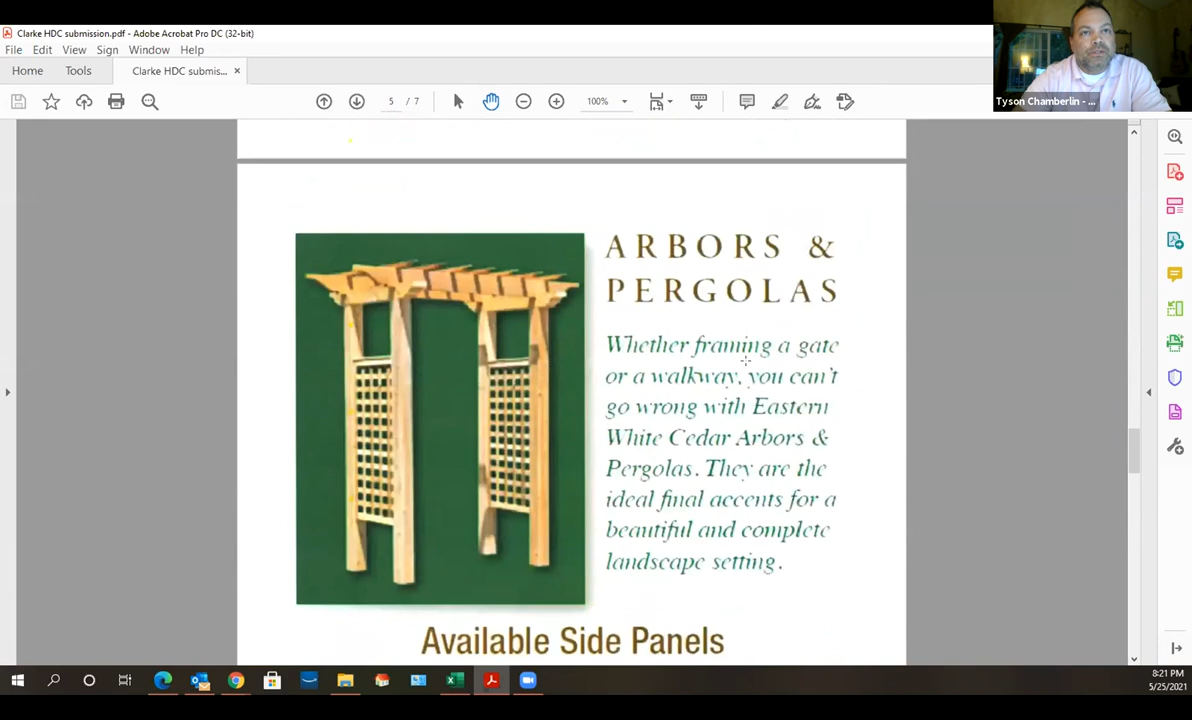 Clarke HDC submission.pdf - Adobe Acrobat Pro DC (32-bit)
File Edit View Sign Window Help
Home Tools Clarke HDC submis... ×
5 / 7 100%
Tyson Chamberlin - ...
ARBORS &
PERGOLAS
Whether framing a gate
or a walkway, you can't
go wrong with Eastern
White Cedar Arbors &
Pergolas. They are the
ideal final accents for a
beautiful and complete
landscape setting.
Available Side Panels
8:21 PM
5/25/2021